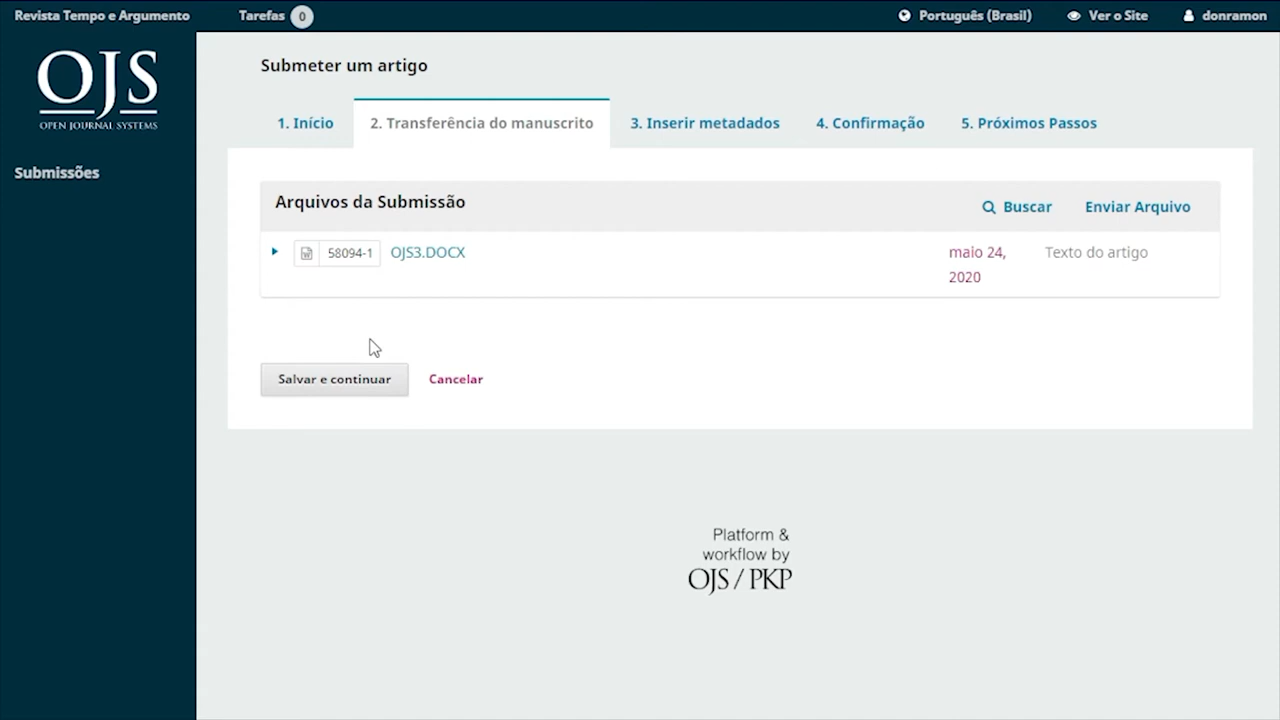 Revista Tempo e Argumento
Tarefas 0
Português (Brasil)
Ver o Site
donramon
OJS
OPEN JOURNAL SYSTEMS
Submissões
Submeter um artigo
1. Início
2. Transferência do manuscrito
3. Inserir metadados
4. Confirmação
5. Próximos Passos
Arquivos da Submissão
Buscar
Enviar Arquivo
58094-1
OJS3.DOCX
maio 24,
2020
Texto do artigo
Salvar e continuar
Cancelar
Platform &
workflow by
OJS / PKP